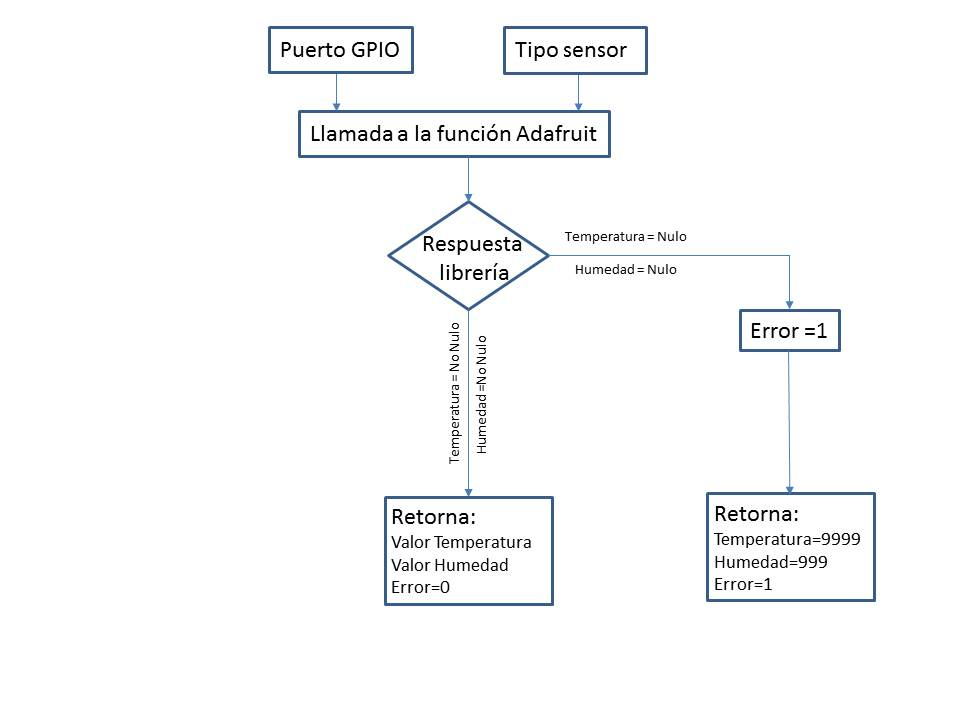 Puerto GPIO
Tipo sensor
Llamada a la función Adafruit
Respuesta
librería
Temperatura = Nulo
Humedad = Nulo
Error =1
Temperatura = No Nulo
Humedad =No Nulo
Retorna:
Valor Temperatura
Valor Humedad
Error=0
Retorna:
Temperatura=9999
Humedad=999
Error=1